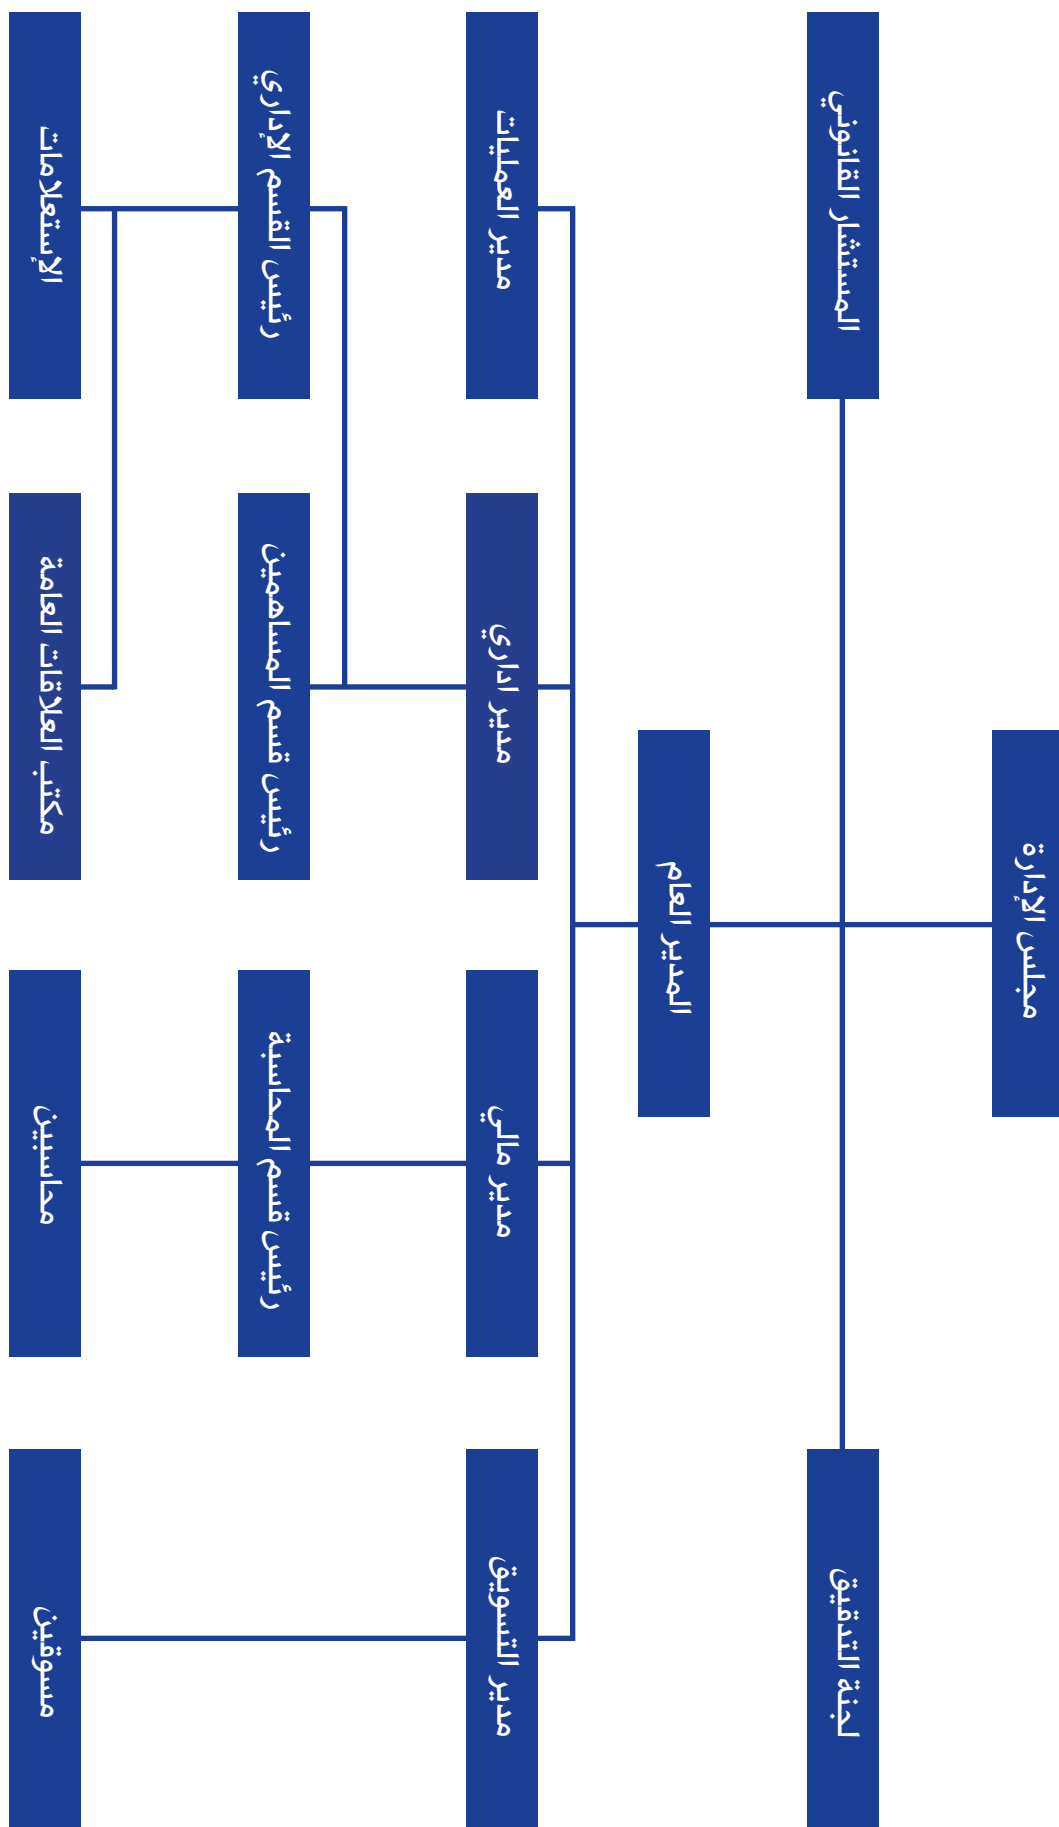 مجلس الإدارة
المستشار القانوني
لجنة التدقيق
المدير العام
مدير العمليات
مدير اداري
مدير مالي
مدير التسويق
رئيس القسم الإداري
رئيس قسم المساهمين
رئيس قسم المحاسبة
الإستعلامات
مكتب العلاقات العامة
محاسبين
مسوقين